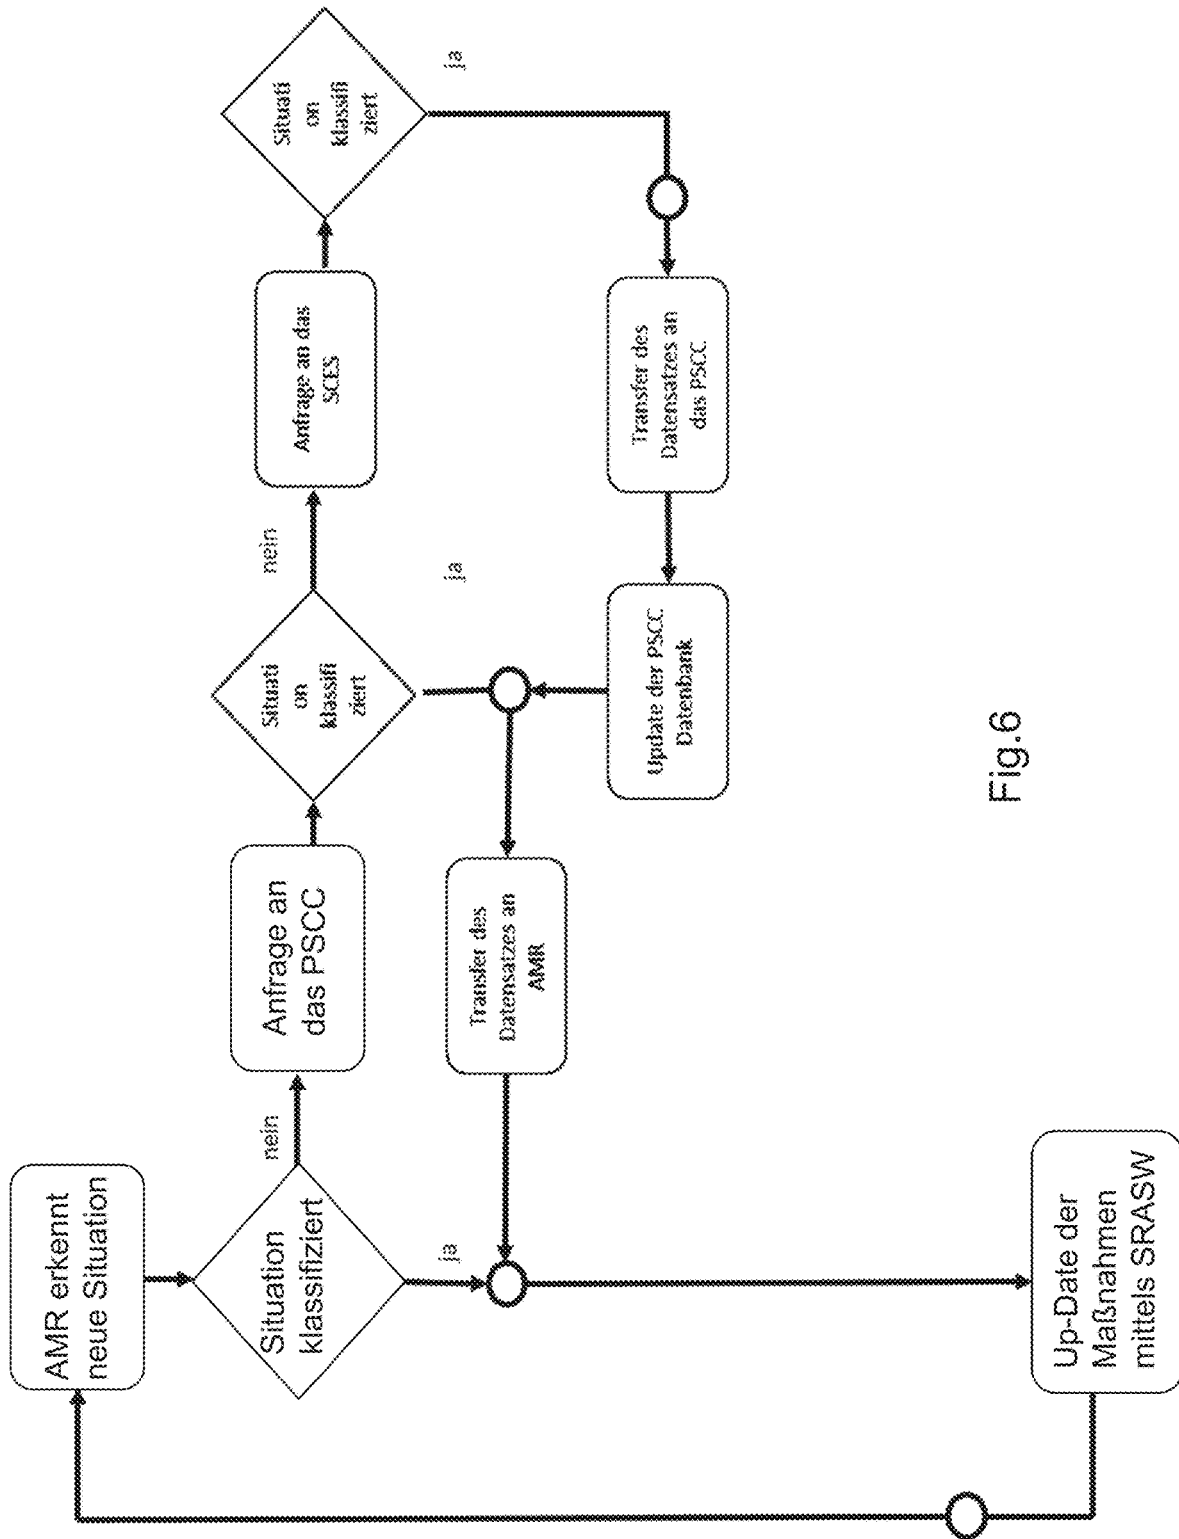 AMR erkennt
neue Situation
Situation
klassifiziert
nein
ja
Anfrage an
das PSCC
Situati
on
klassifi
ziert
nein
ja
Anfrage an das
SCES
Situati
on
klassifi
ziert
ja
Transfer des
Datensatzes an
das PSCC
Update der PSCC
Datenbank
Transfer des
Datensatzes an
AMR
Up-Date der
Maßnahmen
mittels SRASW
Fig.6